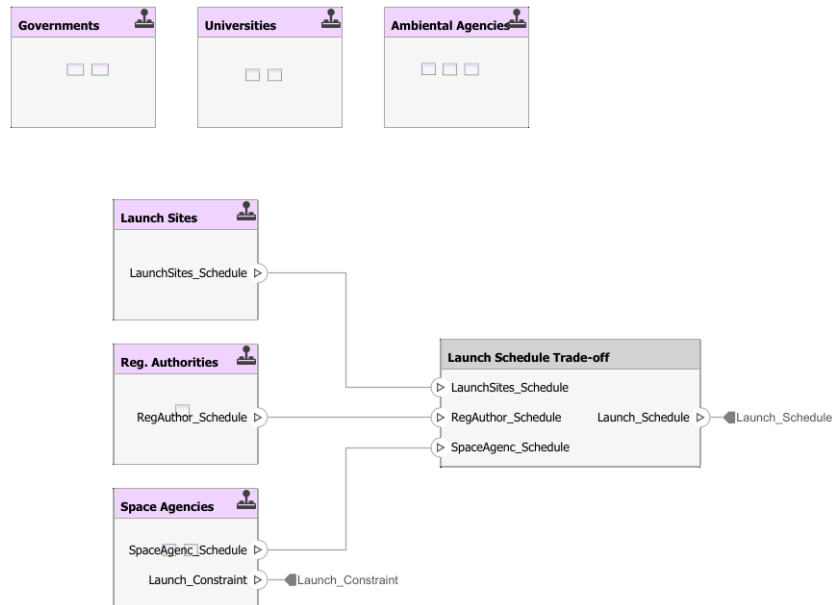 Governments
Universities
Ambiental Agencies
Launch Sites
LaunchSites_Schedule
Reg. Authorities
RegAuthor_Schedule
Space Agencies
SpaceAgenc_Schedule
Launch_Constraint
Launch_Constraint
Launch Schedule Trade-off
LaunchSites_Schedule
RegAuthor_Schedule
Launch_Schedule
Launch_Schedule
SpaceAgenc_Schedule